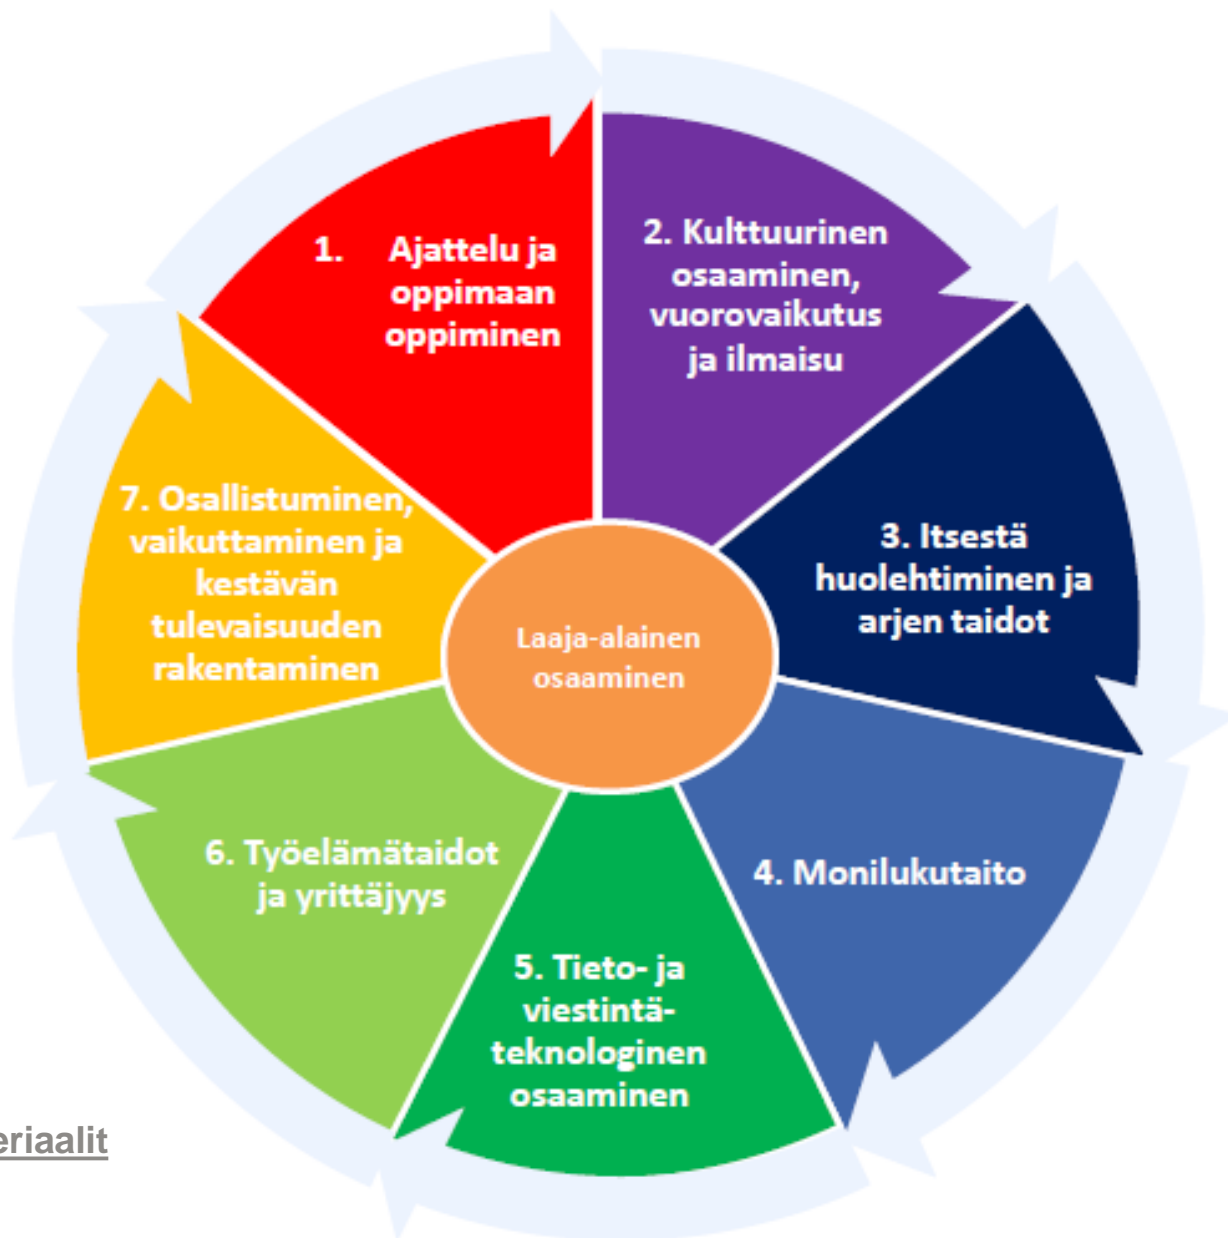 1. Ajattelu ja
oppimaan
oppiminen
2. Kulttuurinen
osaaminen,
vuorovaikutus
ja ilmaisu
3. Itsestä
huolehtiminen ja
arjen taidot
4. Monilukutaito
5. Tieto- ja
viestintä-
teknologinen
osaaminen
6. Työelämätaidot
ja yrittäjyys
7. Osallistuminen,
vaikuttaminen ja
kestävän
tulevaisuuden
rakentaminen
Laaja-alainen
osaaminen
eriaalit